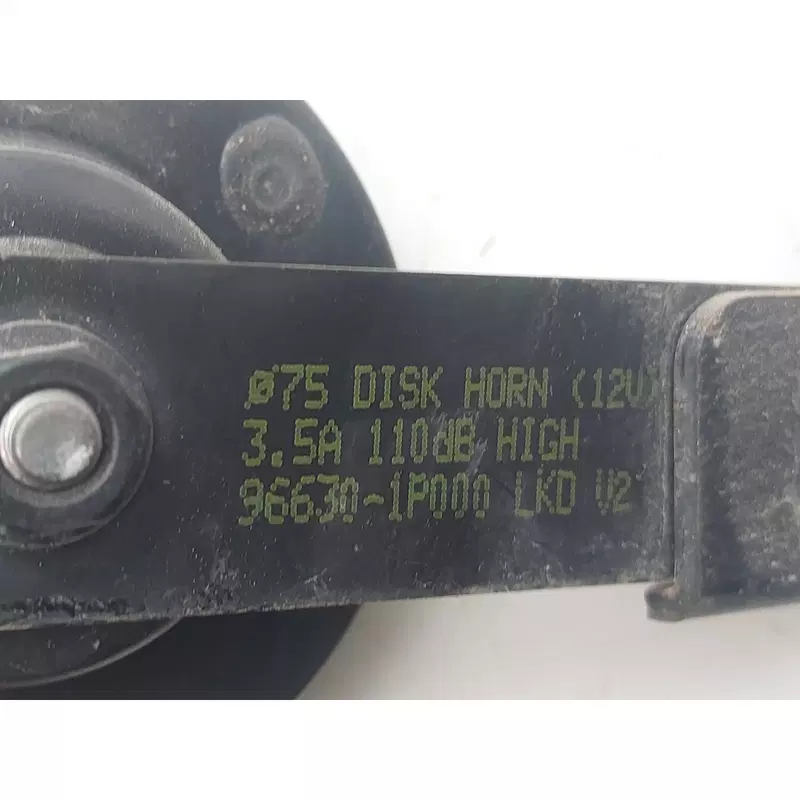 Ø75 DISK HORN (12V)
3.5A 110dB HIGH
96630-1P000 LKD V2